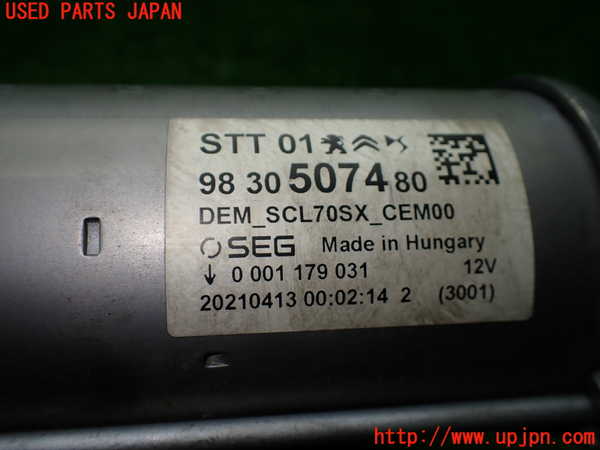 USED PARTS JAPAN
STT 01
98 30 5074 80
DEM_SCL70SX_CEM00
SEG Made in Hungary
↓ 0 001 179 031 12V
20210413 00:02:14 2 (3001)
http://www.upjpn.com/